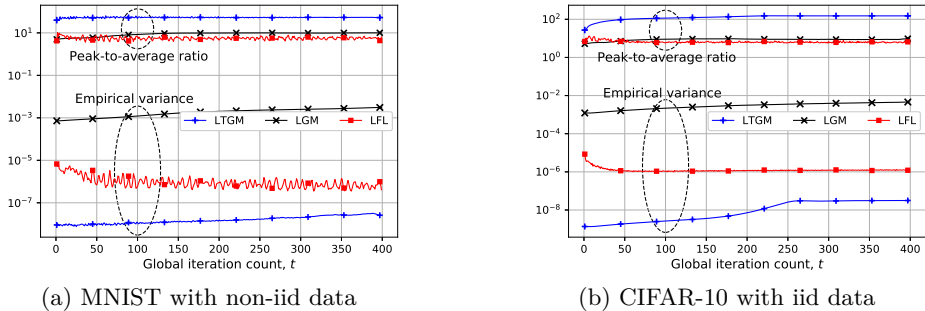 10^1
10^-1
10^-3
10^-5
10^-7
Peak-to-average ratio
Empirical variance
LTGM LGM LFL
0 50 100 150 200 250 300 350 400
Global iteration count, t
(a) MNIST with non-iid data
10^2
10^0
10^-2
10^-4
10^-6
10^-8
Peak-to-average ratio
Empirical variance
LTGM LGM LFL
0 50 100 150 200 250 300 350 400
Global iteration count, t
(b) CIFAR-10 with iid data